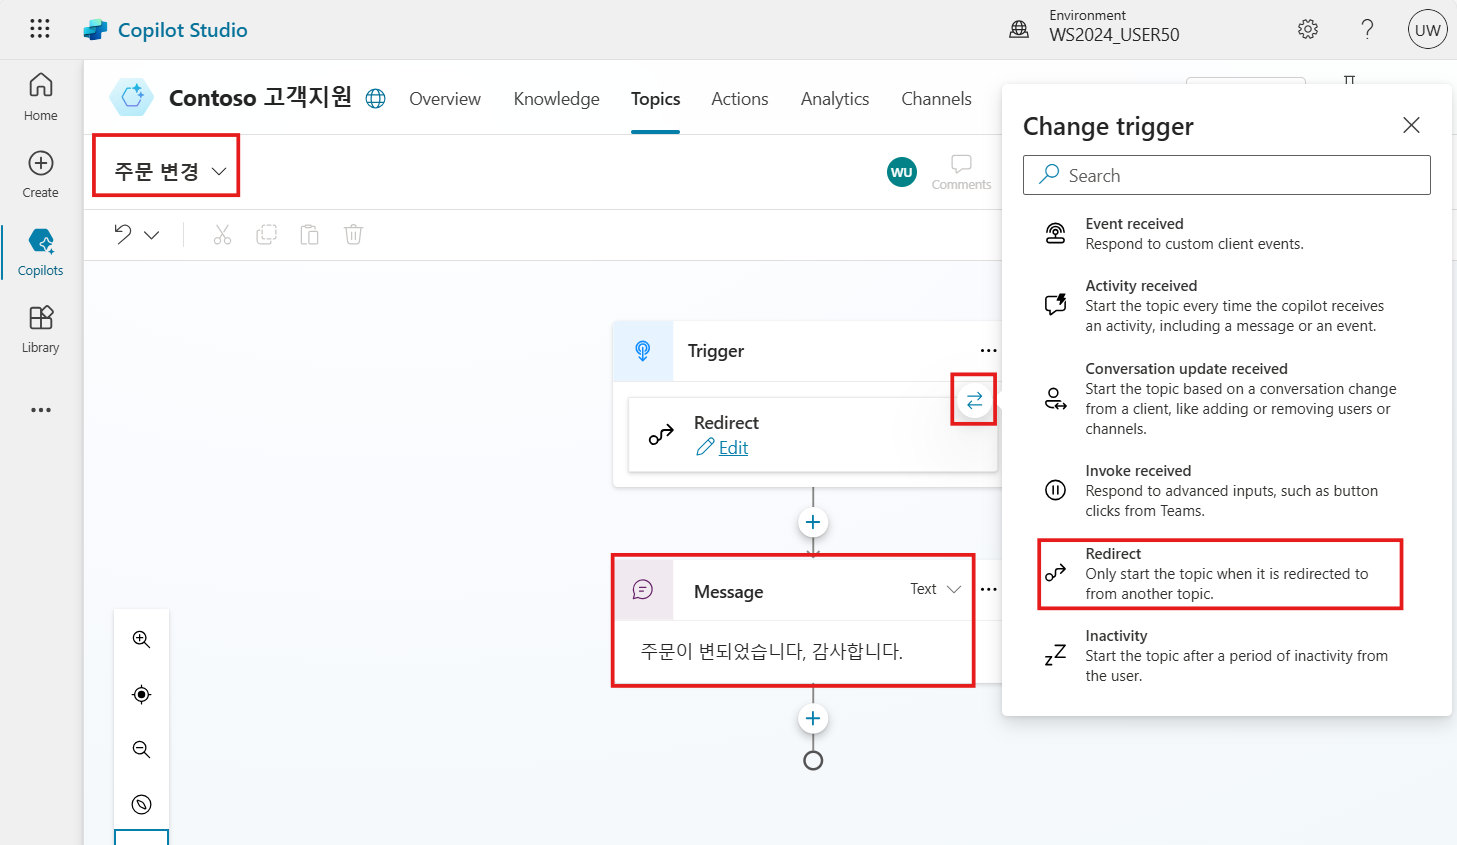 Copilot Studio
Environment
WS2024_USER50
UW
Home
Create
Copilots
Library
Contoso 고객지원
Overview
Knowledge
Topics
Actions
Analytics
Channels
주문 변경
WU
Comments
Trigger
Redirect
Edit
Message
Text
주문이 변되었습니다, 감사합니다.
Change trigger
Search
Event received
Respond to custom client events.
Activity received
Start the topic every time the copilot receives
an activity, including a message or an event.
Conversation update received
Start the topic based on a conversation change
from a client, like adding or removing users or
channels.
Invoke received
Respond to advanced inputs, such as button
clicks from Teams.
Redirect
Only start the topic when it is redirected to
from another topic.
Inactivity
Start the topic after a period of inactivity from
the user.